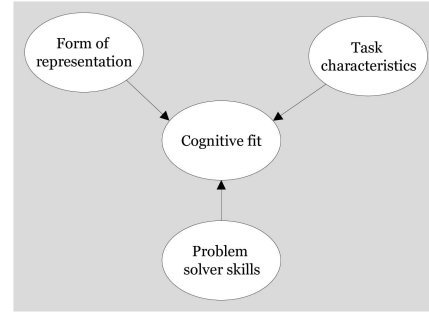 Form of
representation
Task
characteristics
Cognitive fit
Problem
solver skills